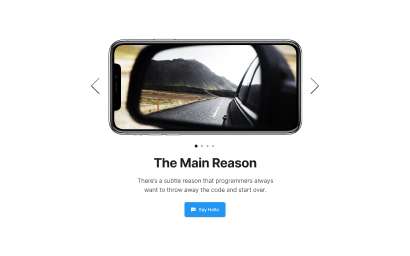 The Main Reason
There's a subtle reason that programmers always
want to throw away the code and start over.
Say Hello